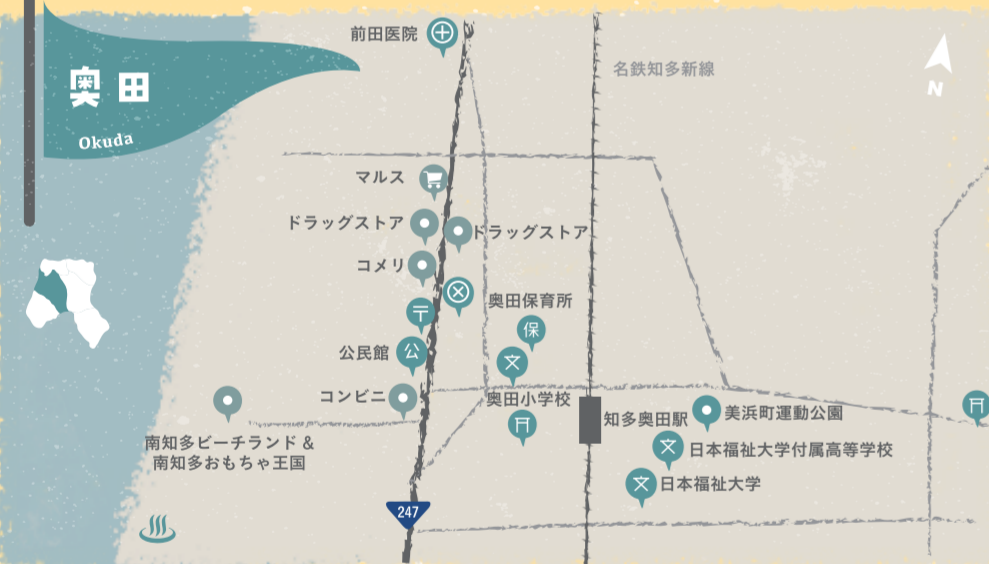 奥田
Okuda
前田医院
名鉄知多新線
N
マルス
ドラッグストア
ドラッグストア
コメリ
〒
奥田保育所
保
公民館
公
文
コンビニ
奥田小学校
知多奥田駅
美浜町運動公園
南知多ビーチランド &
南知多おもちゃ王国
文
日本福祉大学付属高等学校
文
日本福祉大学
247